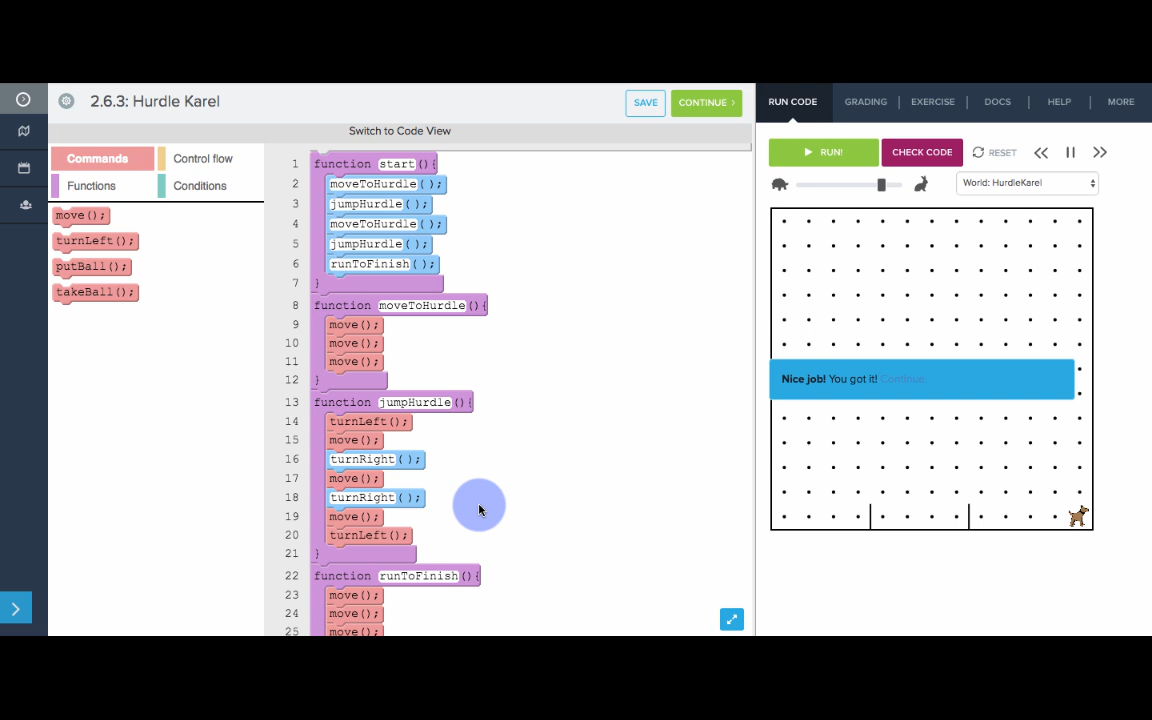 2.6.3: Hurdle Karel
SAVE
CONTINUE ›
Switch to Code View
Commands
Control flow
Functions
Conditions
move();
turnLeft();
putBall();
takeBall();
1 function start(){
2 moveToHurdle();
3 jumpHurdle();
4 moveToHurdle();
5 jumpHurdle();
6 runToFinish();
7 }
8 function moveToHurdle(){
9 move();
10 move();
11 move();
12 }
13 function jumpHurdle(){
14 turnLeft();
15 move();
16 turnRight();
17 move();
18 turnRight();
19 move();
20 turnLeft();
21 }
22 function runToFinish(){
23 move();
24 move();
25 move();
RUN CODE
GRADING
EXERCISE
DOCS
HELP
MORE
RUN!
CHECK CODE
RESET
World: HurdleKarel
Nice job! You got it! Continue.